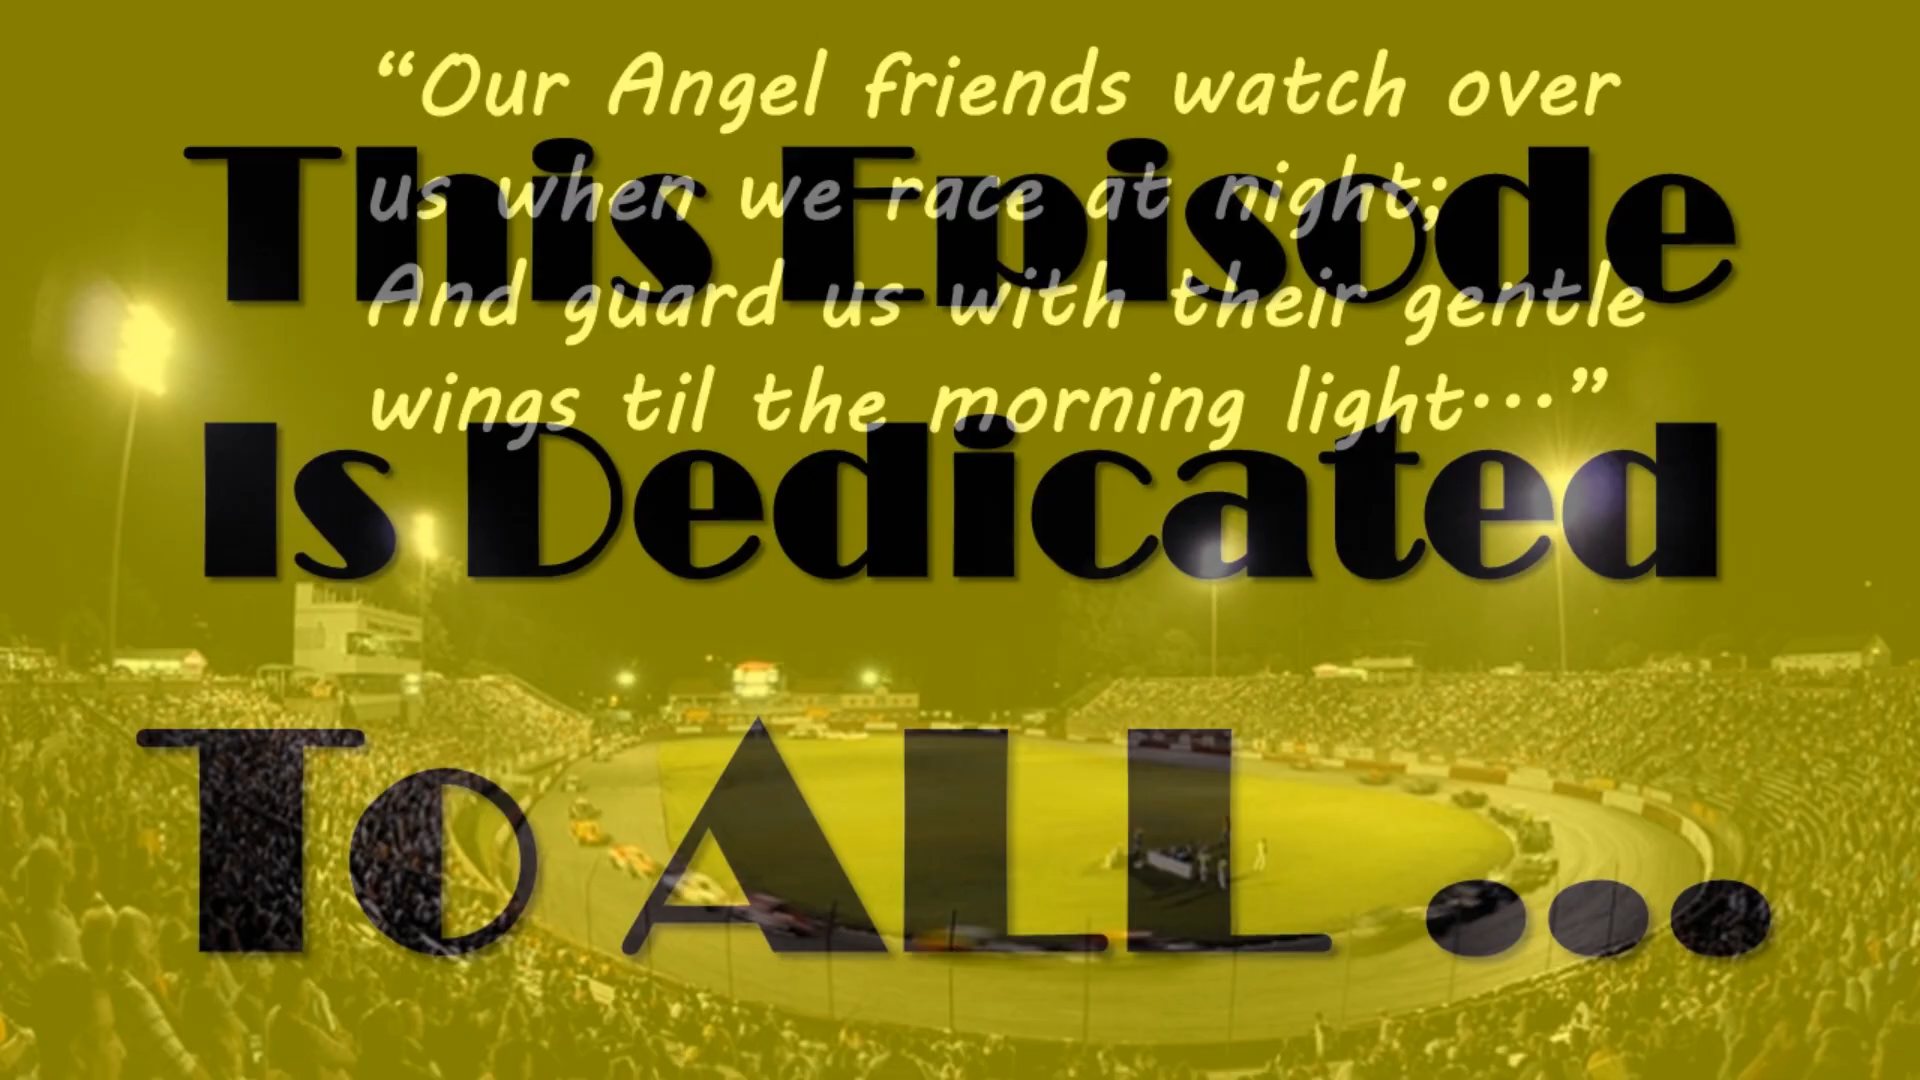 “Our Angel friends watch over
us when we race at night;
And guard us with their gentle
wings til the morning light...”
This Episode
Is Dedicated
To ALL ...